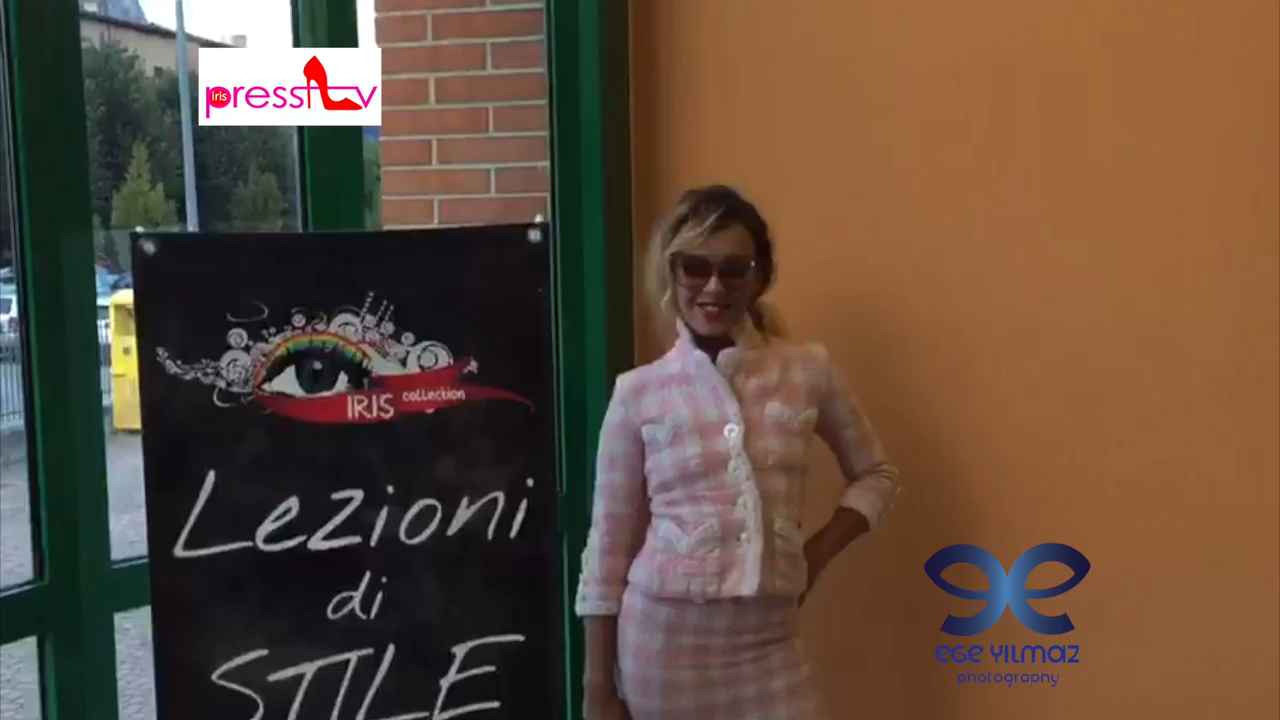 iris
press tv
IRIS collection
Lezioni
di
STILE
EGE YILMAZ
photography